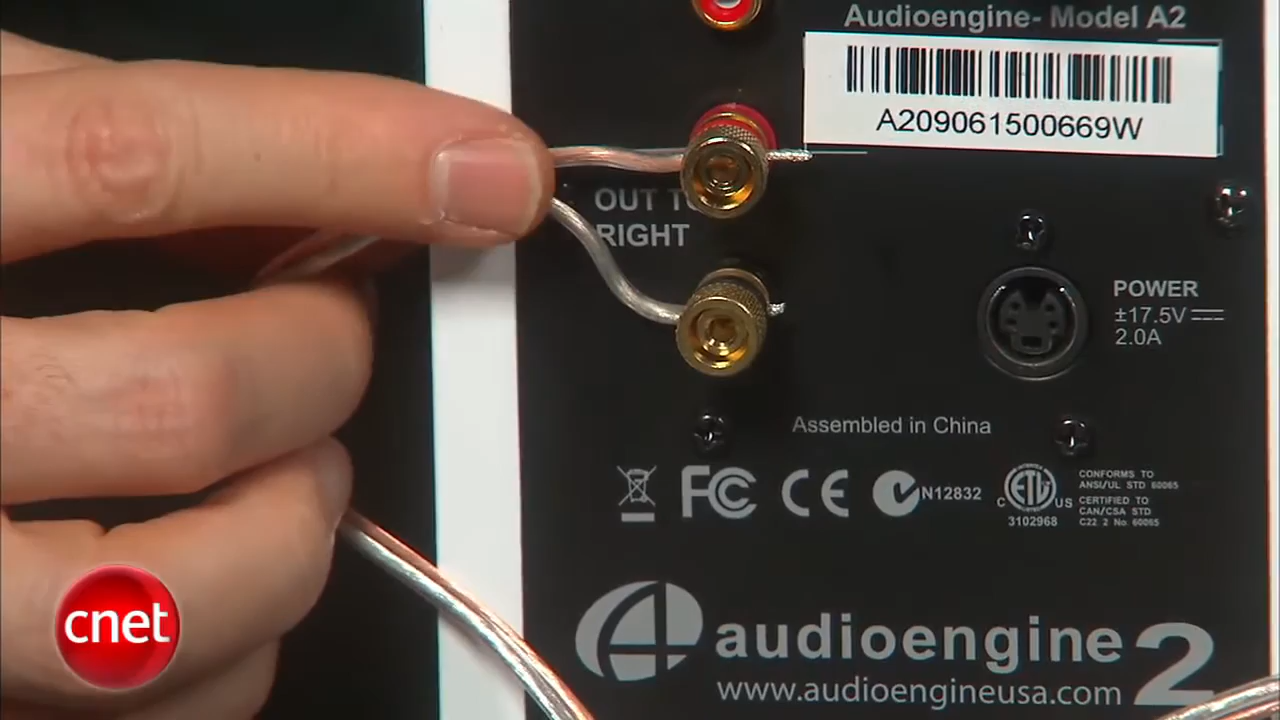 Audioengine- Model A2
A209061500669W
OUT TO
RIGHT
POWER
±17.5V
2.0A
Assembled in China
FC CE N12832
C ETL US
3102968
CONFORMS TO
ANSI/UL STD 60065
CERTIFIED TO
CAN/CSA STD
C22 2 No 60065
audioengine 2
www.audioengineusa.com
cnet